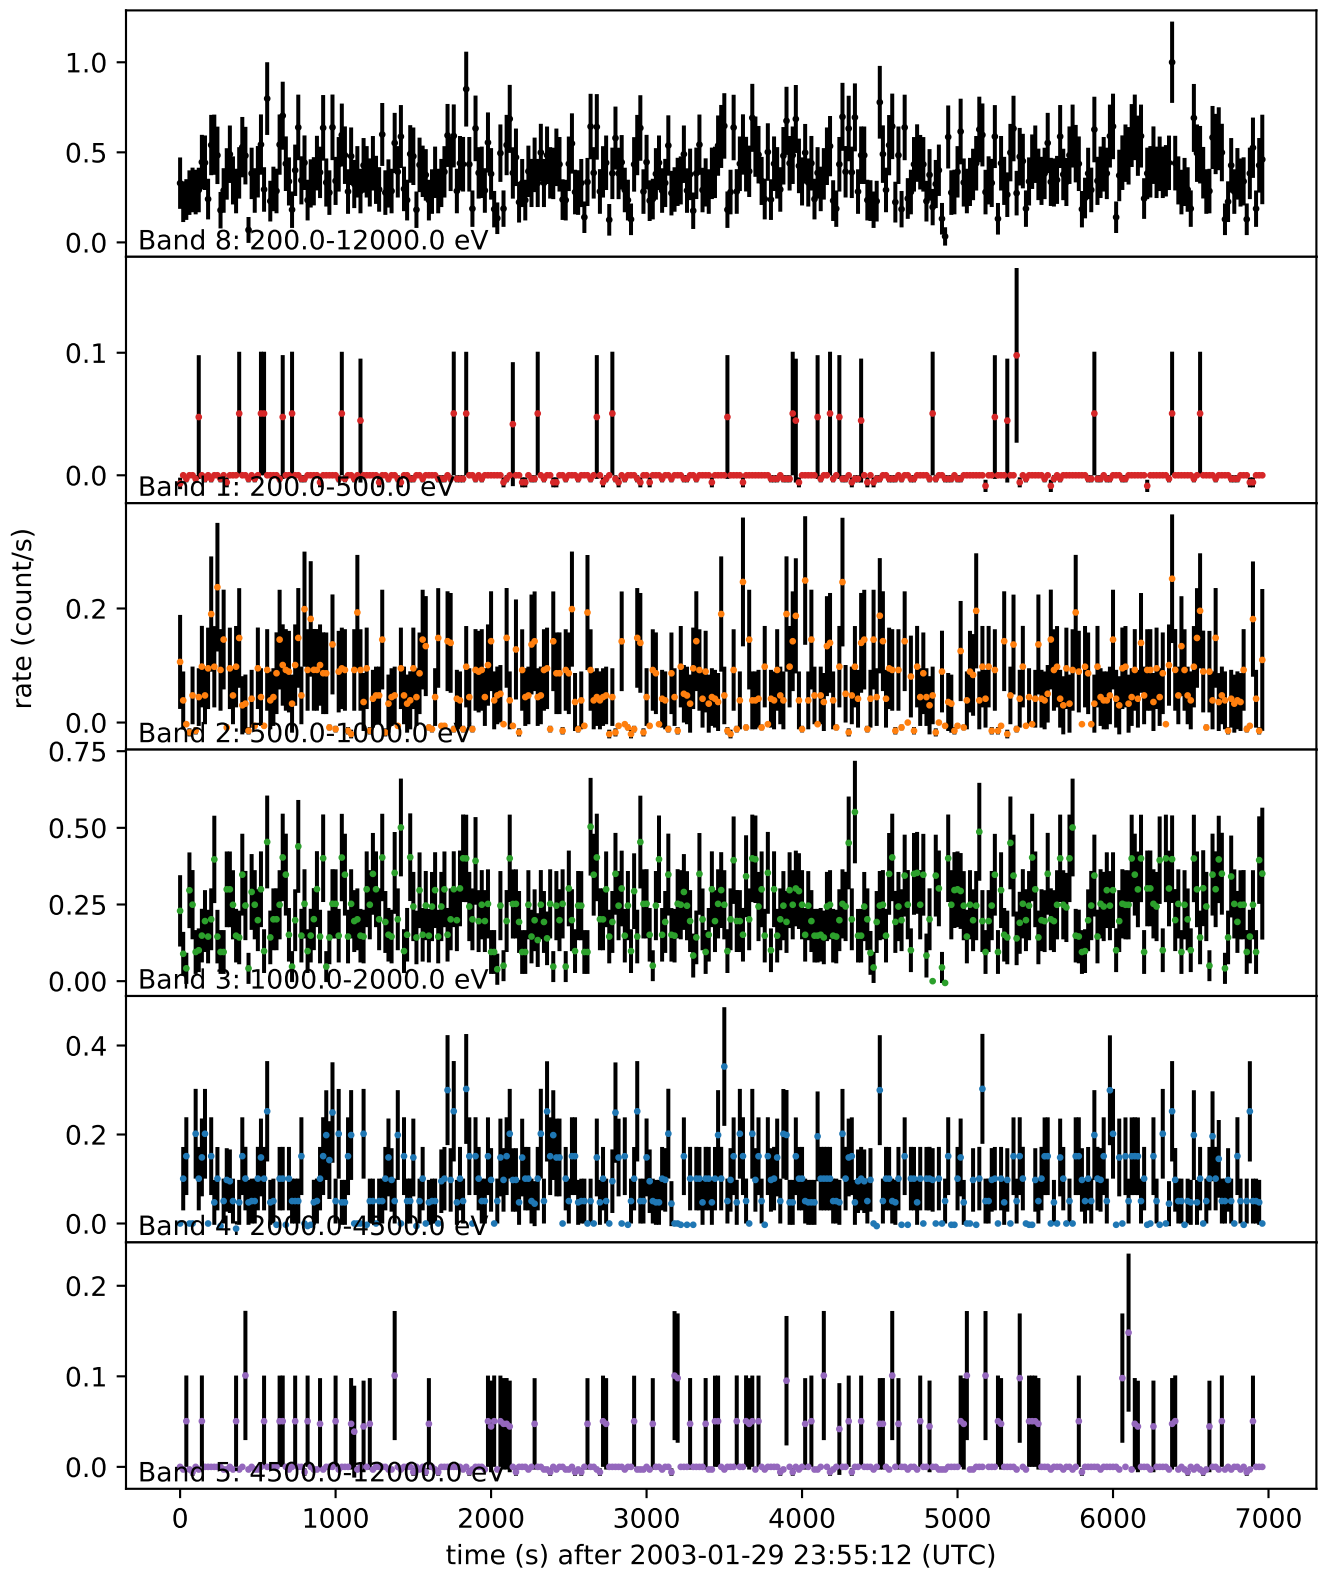 1.0
0.5
0.0
Band 8: 200.0-12000.0 eV
0.1
0.0
Band 1: 200.0-500.0 eV
rate (count/s)
0.2
0.0
Band 2: 500.0-1000.0 eV
0.75
0.50
0.25
0.00
Band 3: 1000.0-2000.0 eV
0.4
0.2
0.0
Band 4: 2000.0-4500.0 eV
0.2
0.1
0.0
Band 5: 4500.0-12000.0 eV
0 1000 2000 3000 4000 5000 6000 7000
time (s) after 2003-01-29 23:55:12 (UTC)